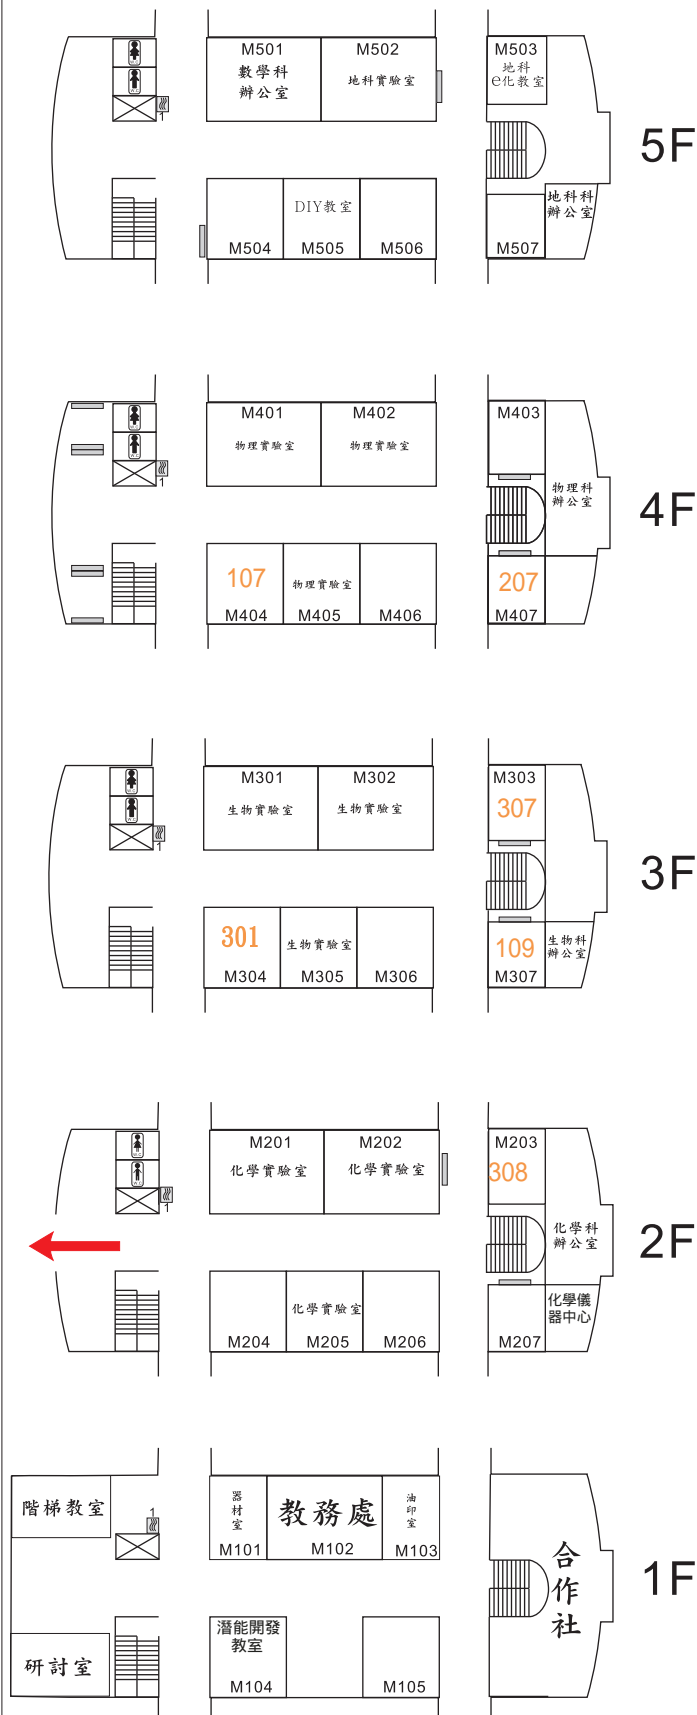 M501
數學科
辦公室
M502
地科實驗室
M503
地科
e化教室
1
5F
M504
DIY教室
M505
M506
M507
地科科
辦公室
M401
物理實驗室
M402
物理實驗室
M403
物理科
辦公室
1
4F
107
M404
物理實驗室
M405
M406
207
M407
M301
生物實驗室
M302
生物實驗室
M303
307
1
3F
301
M304
生物實驗室
M305
M306
109
M307
生物科
辦公室
M201
化學實驗室
M202
化學實驗室
M203
308
1
化學科
辦公室
2F
M204
化學實驗室
M205
M206
M207
化學儀
器中心
階梯教室
1
器材室
M101
教務處
M102
油印室
M103
合作社
1F
研討室
潛能開發
教室
M104
M105